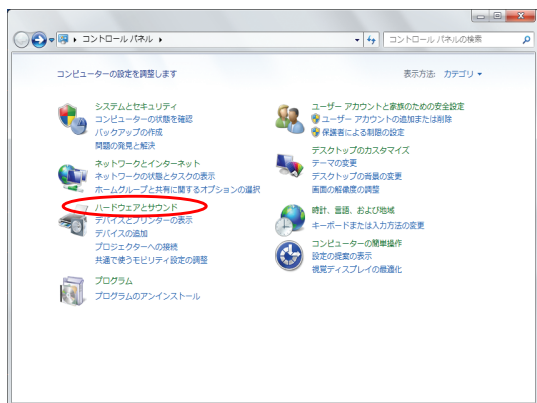 コントロール パネル
コントロール パネルの検索
コンピューターの設定を調整します
表示方法: カテゴリ
システムとセキュリティ
コンピューターの状態を確認
バックアップの作成
問題の発見と解決
ネットワークとインターネット
ネットワークの状態とタスクの表示
ホームグループと共有に関するオプションの選択
ハードウェアとサウンド
デバイスとプリンターの表示
デバイスの追加
プロジェクターへの接続
共通で使うモビリティ設定の調整
プログラム
プログラムのアンインストール
ユーザー アカウントと家族のための安全設定
ユーザー アカウントの追加または削除
保護者による制限の設定
デスクトップのカスタマイズ
テーマの変更
デスクトップの背景の変更
画面の解像度の調整
時計、言語、および地域
キーボードまたは入力方法の変更
コンピューターの簡単操作
設定の提案の表示
視覚ディスプレイの最適化